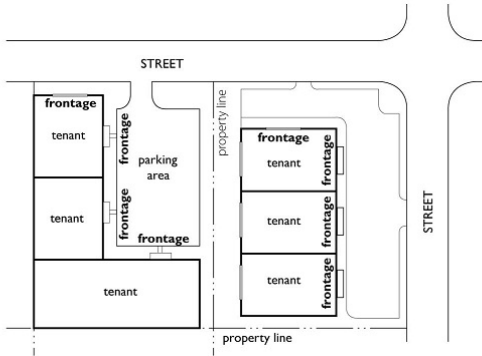 STREET
frontage
tenant
frontage
parking
area
tenant
frontage
frontage
tenant
property line
frontage
tenant
frontage
tenant
frontage
tenant
frontage
STREET
property line